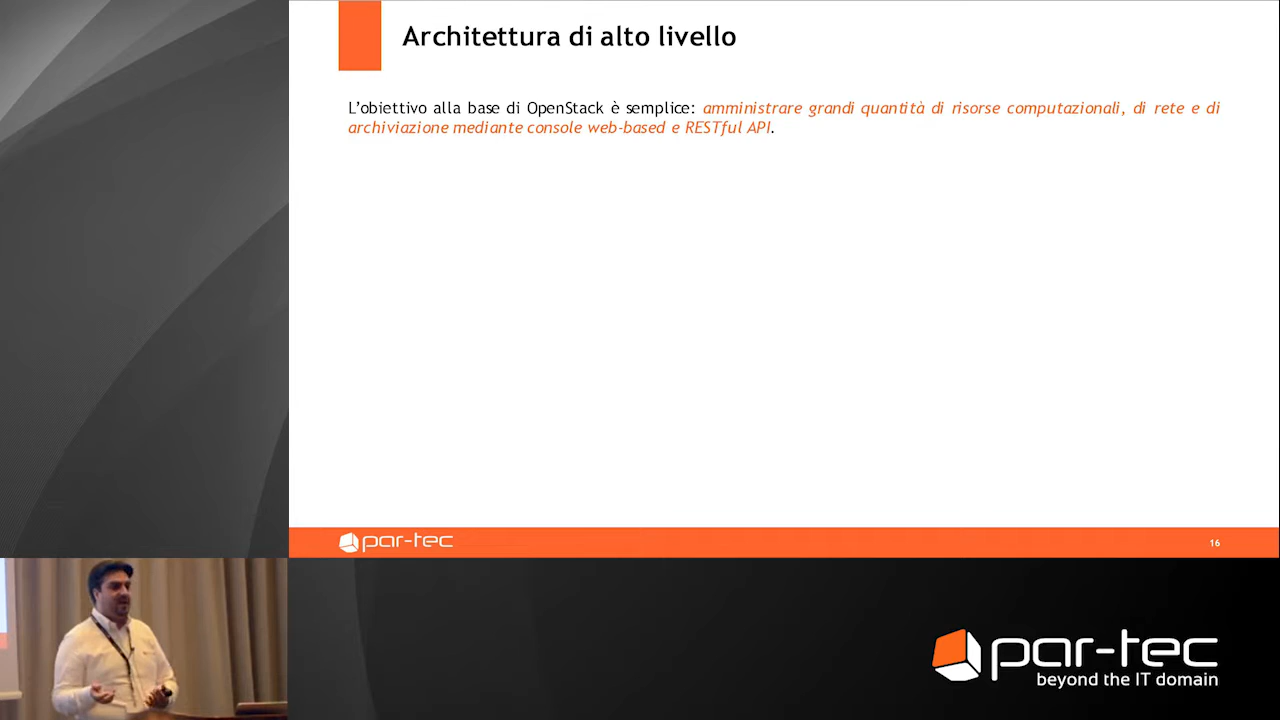 Architettura di alto livello
L'obiettivo alla base di OpenStack è semplice: amministrare grandi quantità di risorse computazionali, di rete e di
archiviazione mediante console web-based e RESTful API.
par-tec
16
par-tec
beyond the IT domain